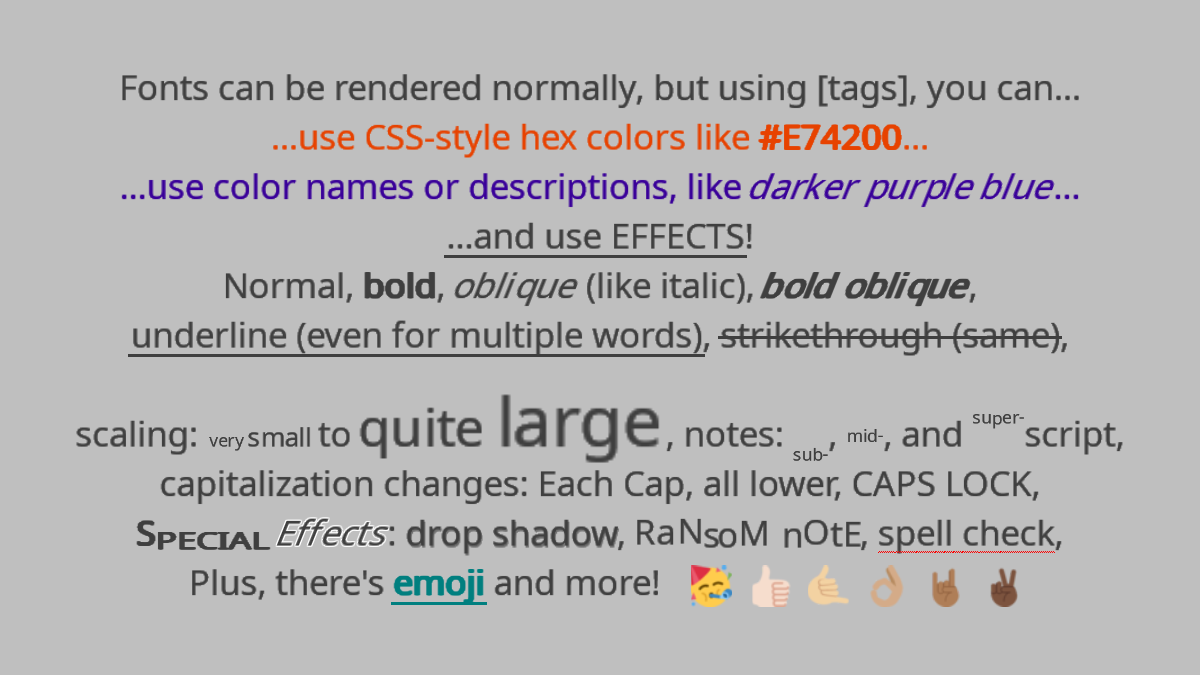 Fonts can be rendered normally, but using [tags], you can...
...use CSS-style hex colors like #E74200...
...use color names or descriptions, like darker purple blue...
...and use EFFECTS!
Normal, bold, oblique (like italic), bold oblique,
underline (even for multiple words), strikethrough (same),
scaling: very small to quite large, notes: sub-, mid-, and super-script,
capitalization changes: Each Cap, all lower, CAPS LOCK,
SPECIAL Effects: drop shadow, RaNsoM nOtE, spell check,
Plus, there's emoji and more! 🥳 👍🏻 🤙🏼 👌🏽 🤘🏾 ✌🏿